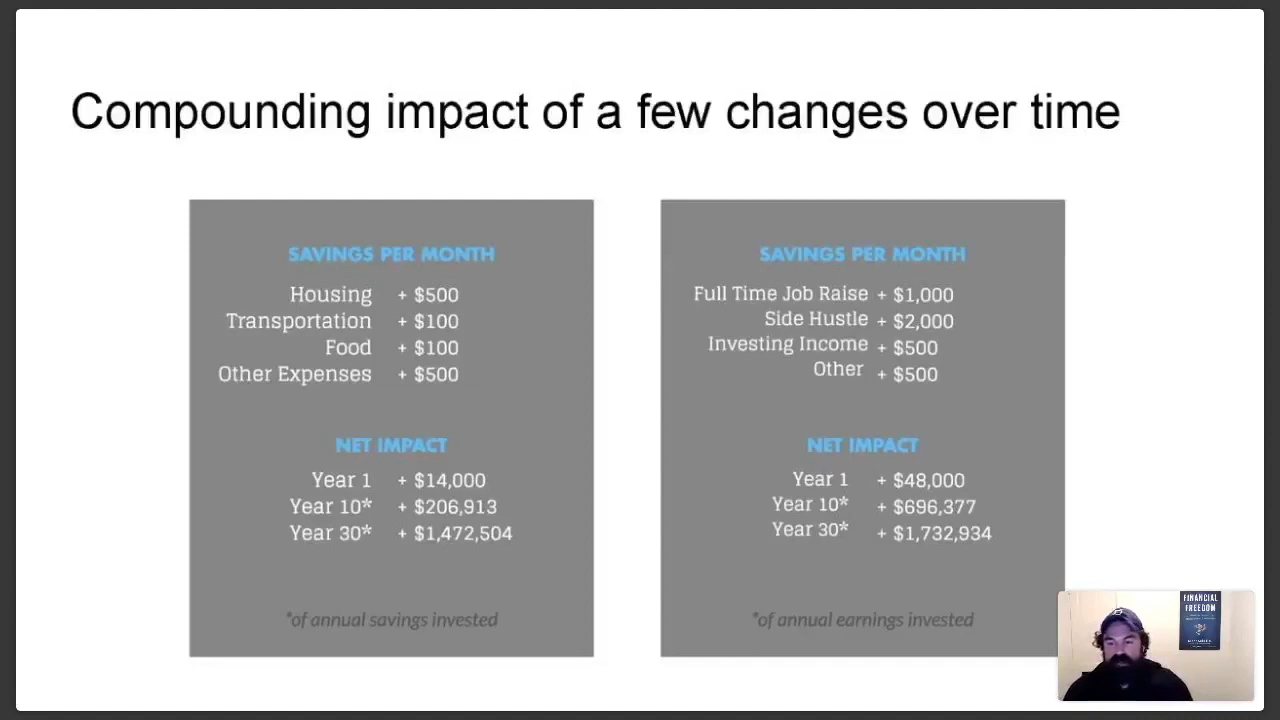 Compounding impact of a few changes over time
SAVINGS PER MONTH
Housing + $500
Transportation + $100
Food + $100
Other Expenses + $500
NET IMPACT
Year 1 + $14,000
Year 10* + $206,913
Year 30* + $1,472,504
*of annual savings invested
SAVINGS PER MONTH
Full Time Job Raise + $1,000
Side Hustle + $2,000
Investing Income + $500
Other + $500
NET IMPACT
Year 1 + $48,000
Year 10* + $696,377
Year 30* + $1,732,934
*of annual earnings invested
FINANCIAL
FREEDOM